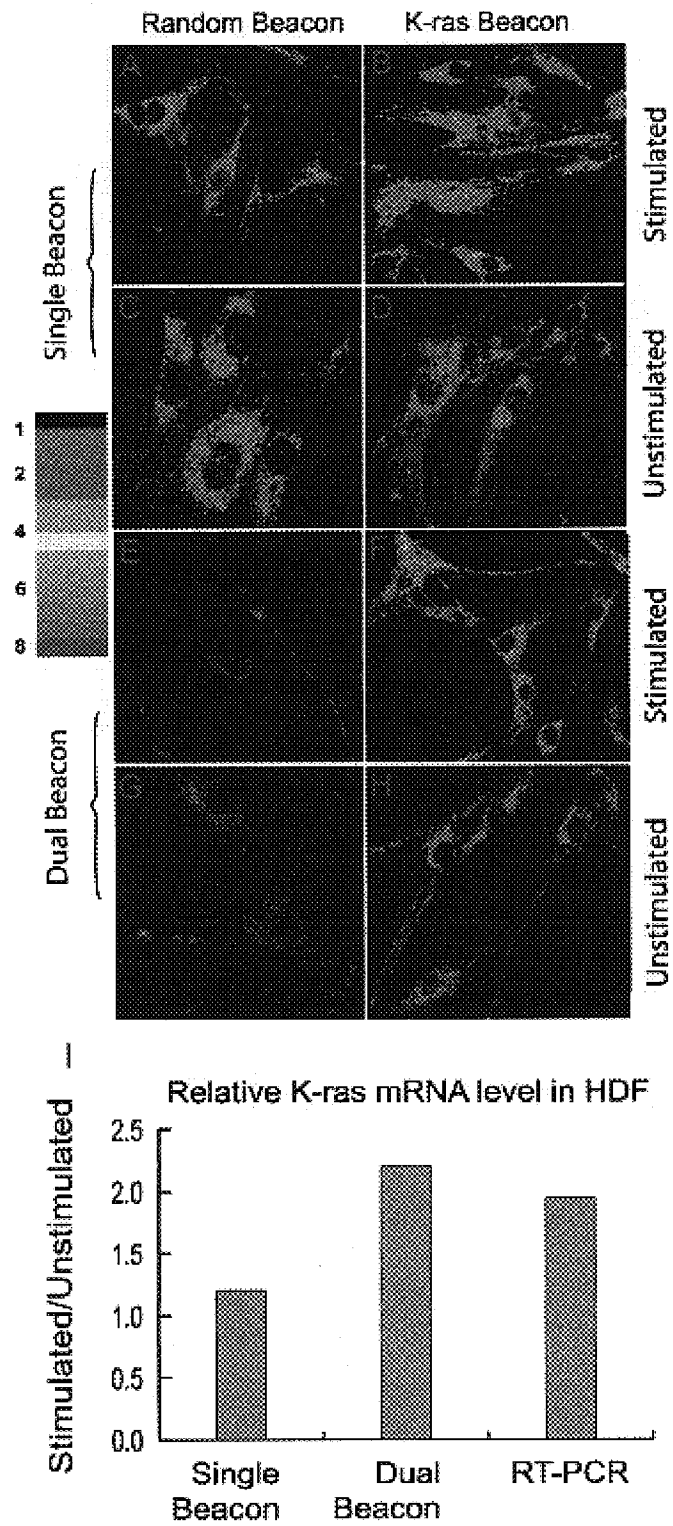 Random Beacon K-ras Beacon
A B
Single Beacon
Stimulated
C D
Unstimulated
1
2
4
6
8
E F
Dual Beacon
Stimulated
G H
Unstimulated
I
Relative K-ras mRNA level in HDF
Stimulated/Unstimulated
2.5
2.0
1.5
1.0
0.5
0.0
Single Beacon
Dual Beacon
RT-PCR